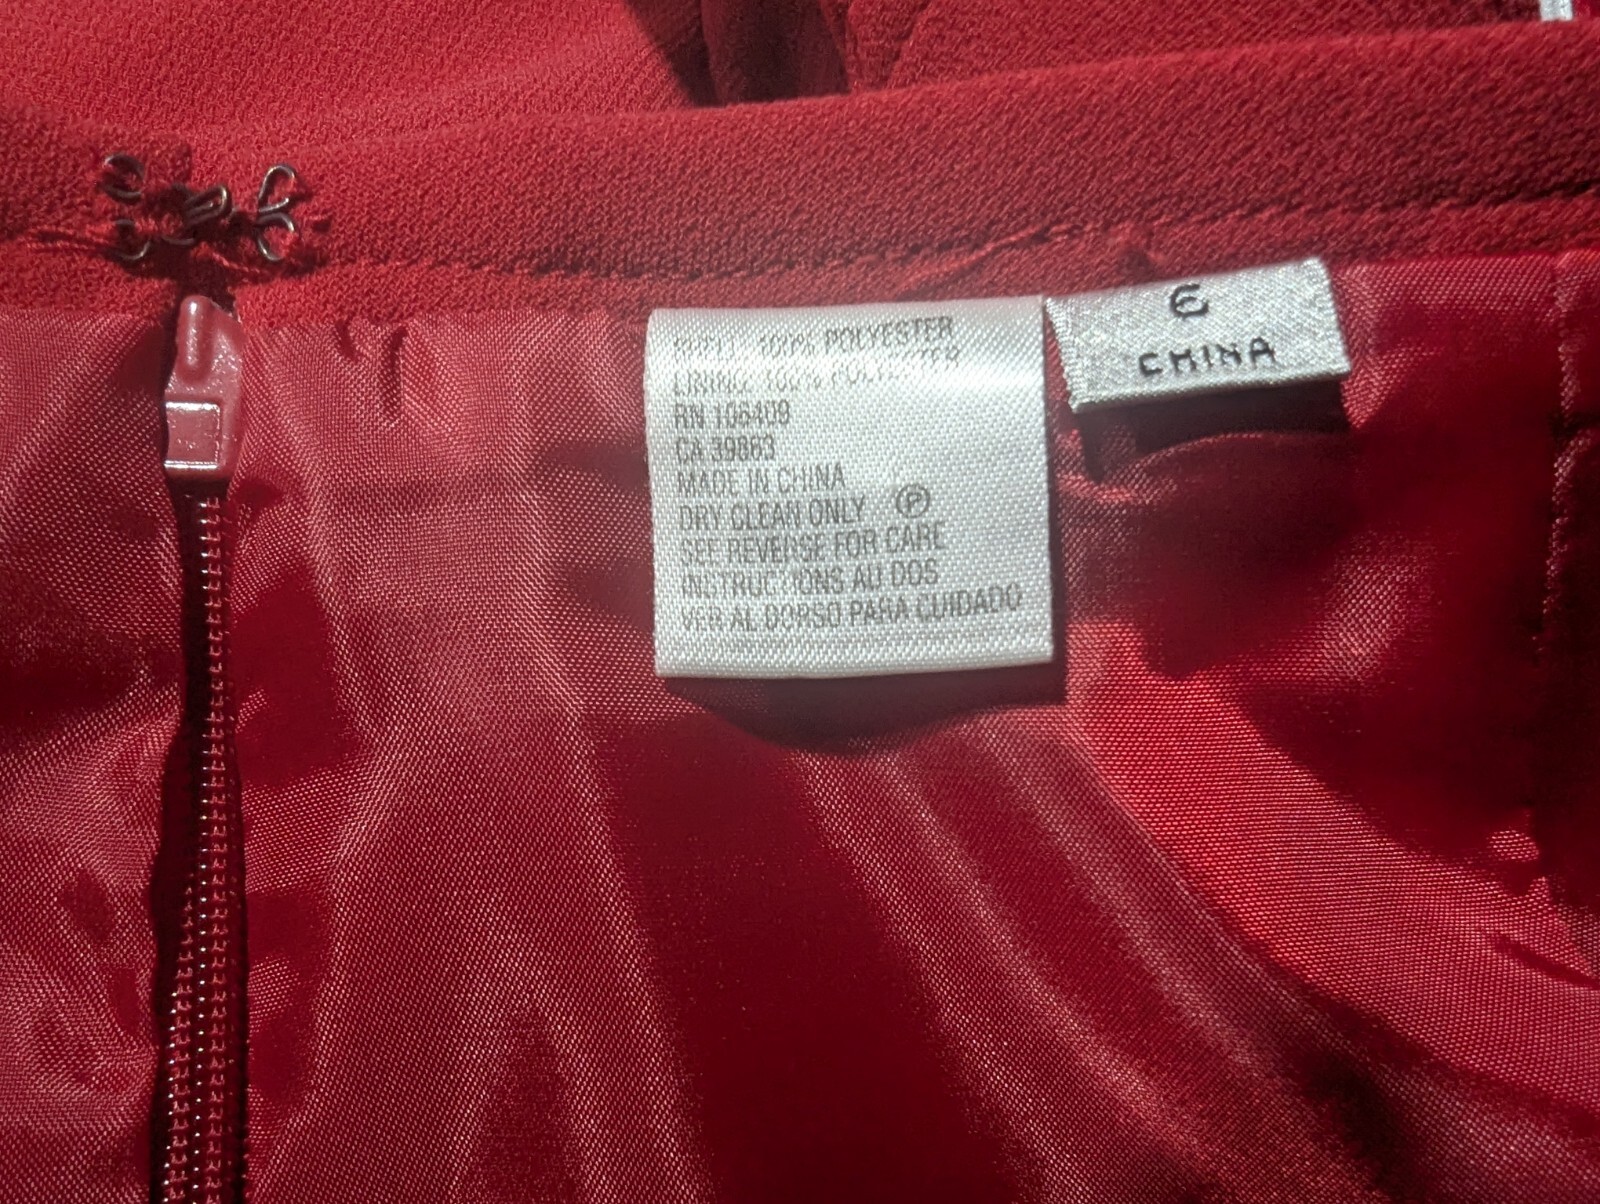 SHELL: 100% POLYESTER
LINING: 100% POLYESTER
RN 106409
CA 39863
MADE IN CHINA
DRY CLEAN ONLY Ⓟ
SEE REVERSE FOR CARE
INSTRUCTIONS AU DOS
VER AL DORSO PARA CUIDADO
6
CHINA